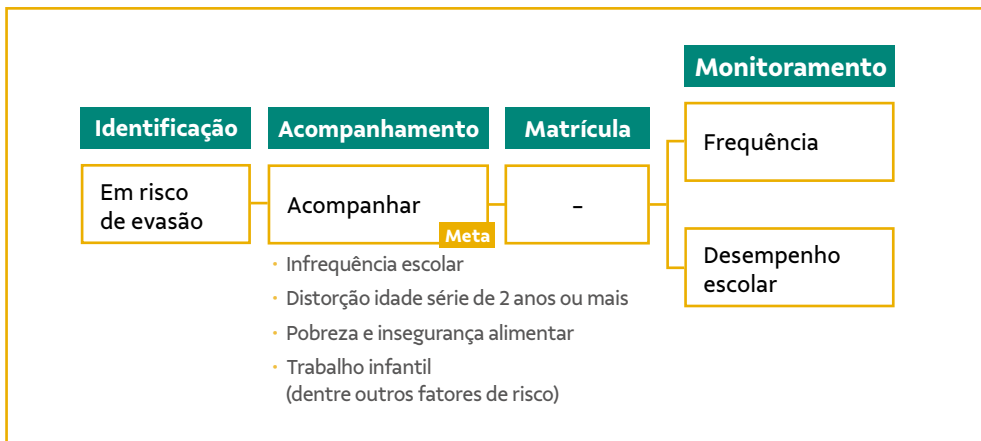 Identificação
Em risco
de evasão
Acompanhamento
Acompanhar
Meta
· Infrequência escolar
· Distorção idade série de 2 anos ou mais
· Pobreza e insegurança alimentar
· Trabalho infantil
(dentre outros fatores de risco)
Matrícula
–
Monitoramento
Frequência
Desempenho
escolar